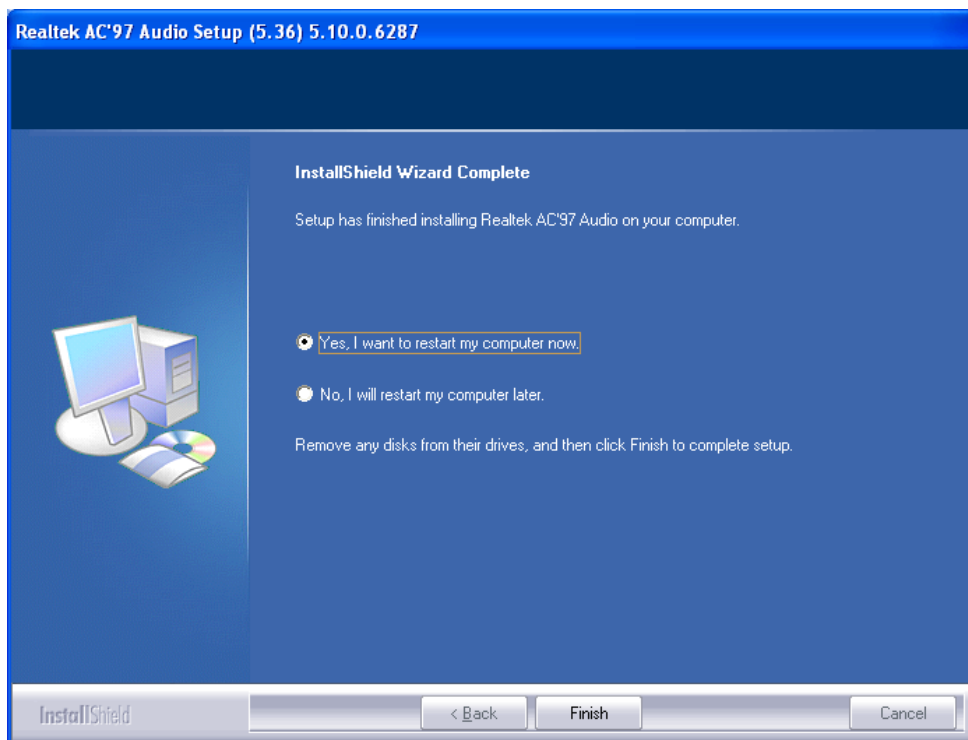 Realtek AC'97 Audio Setup (5.36) 5.10.0.6287
InstallShield Wizard Complete
Setup has finished installing Realtek AC'97 Audio on your computer.
Yes, I want to restart my computer now.
No, I will restart my computer later.
Remove any disks from their drives, and then click Finish to complete setup.
InstallShield
< Back
Finish
Cancel